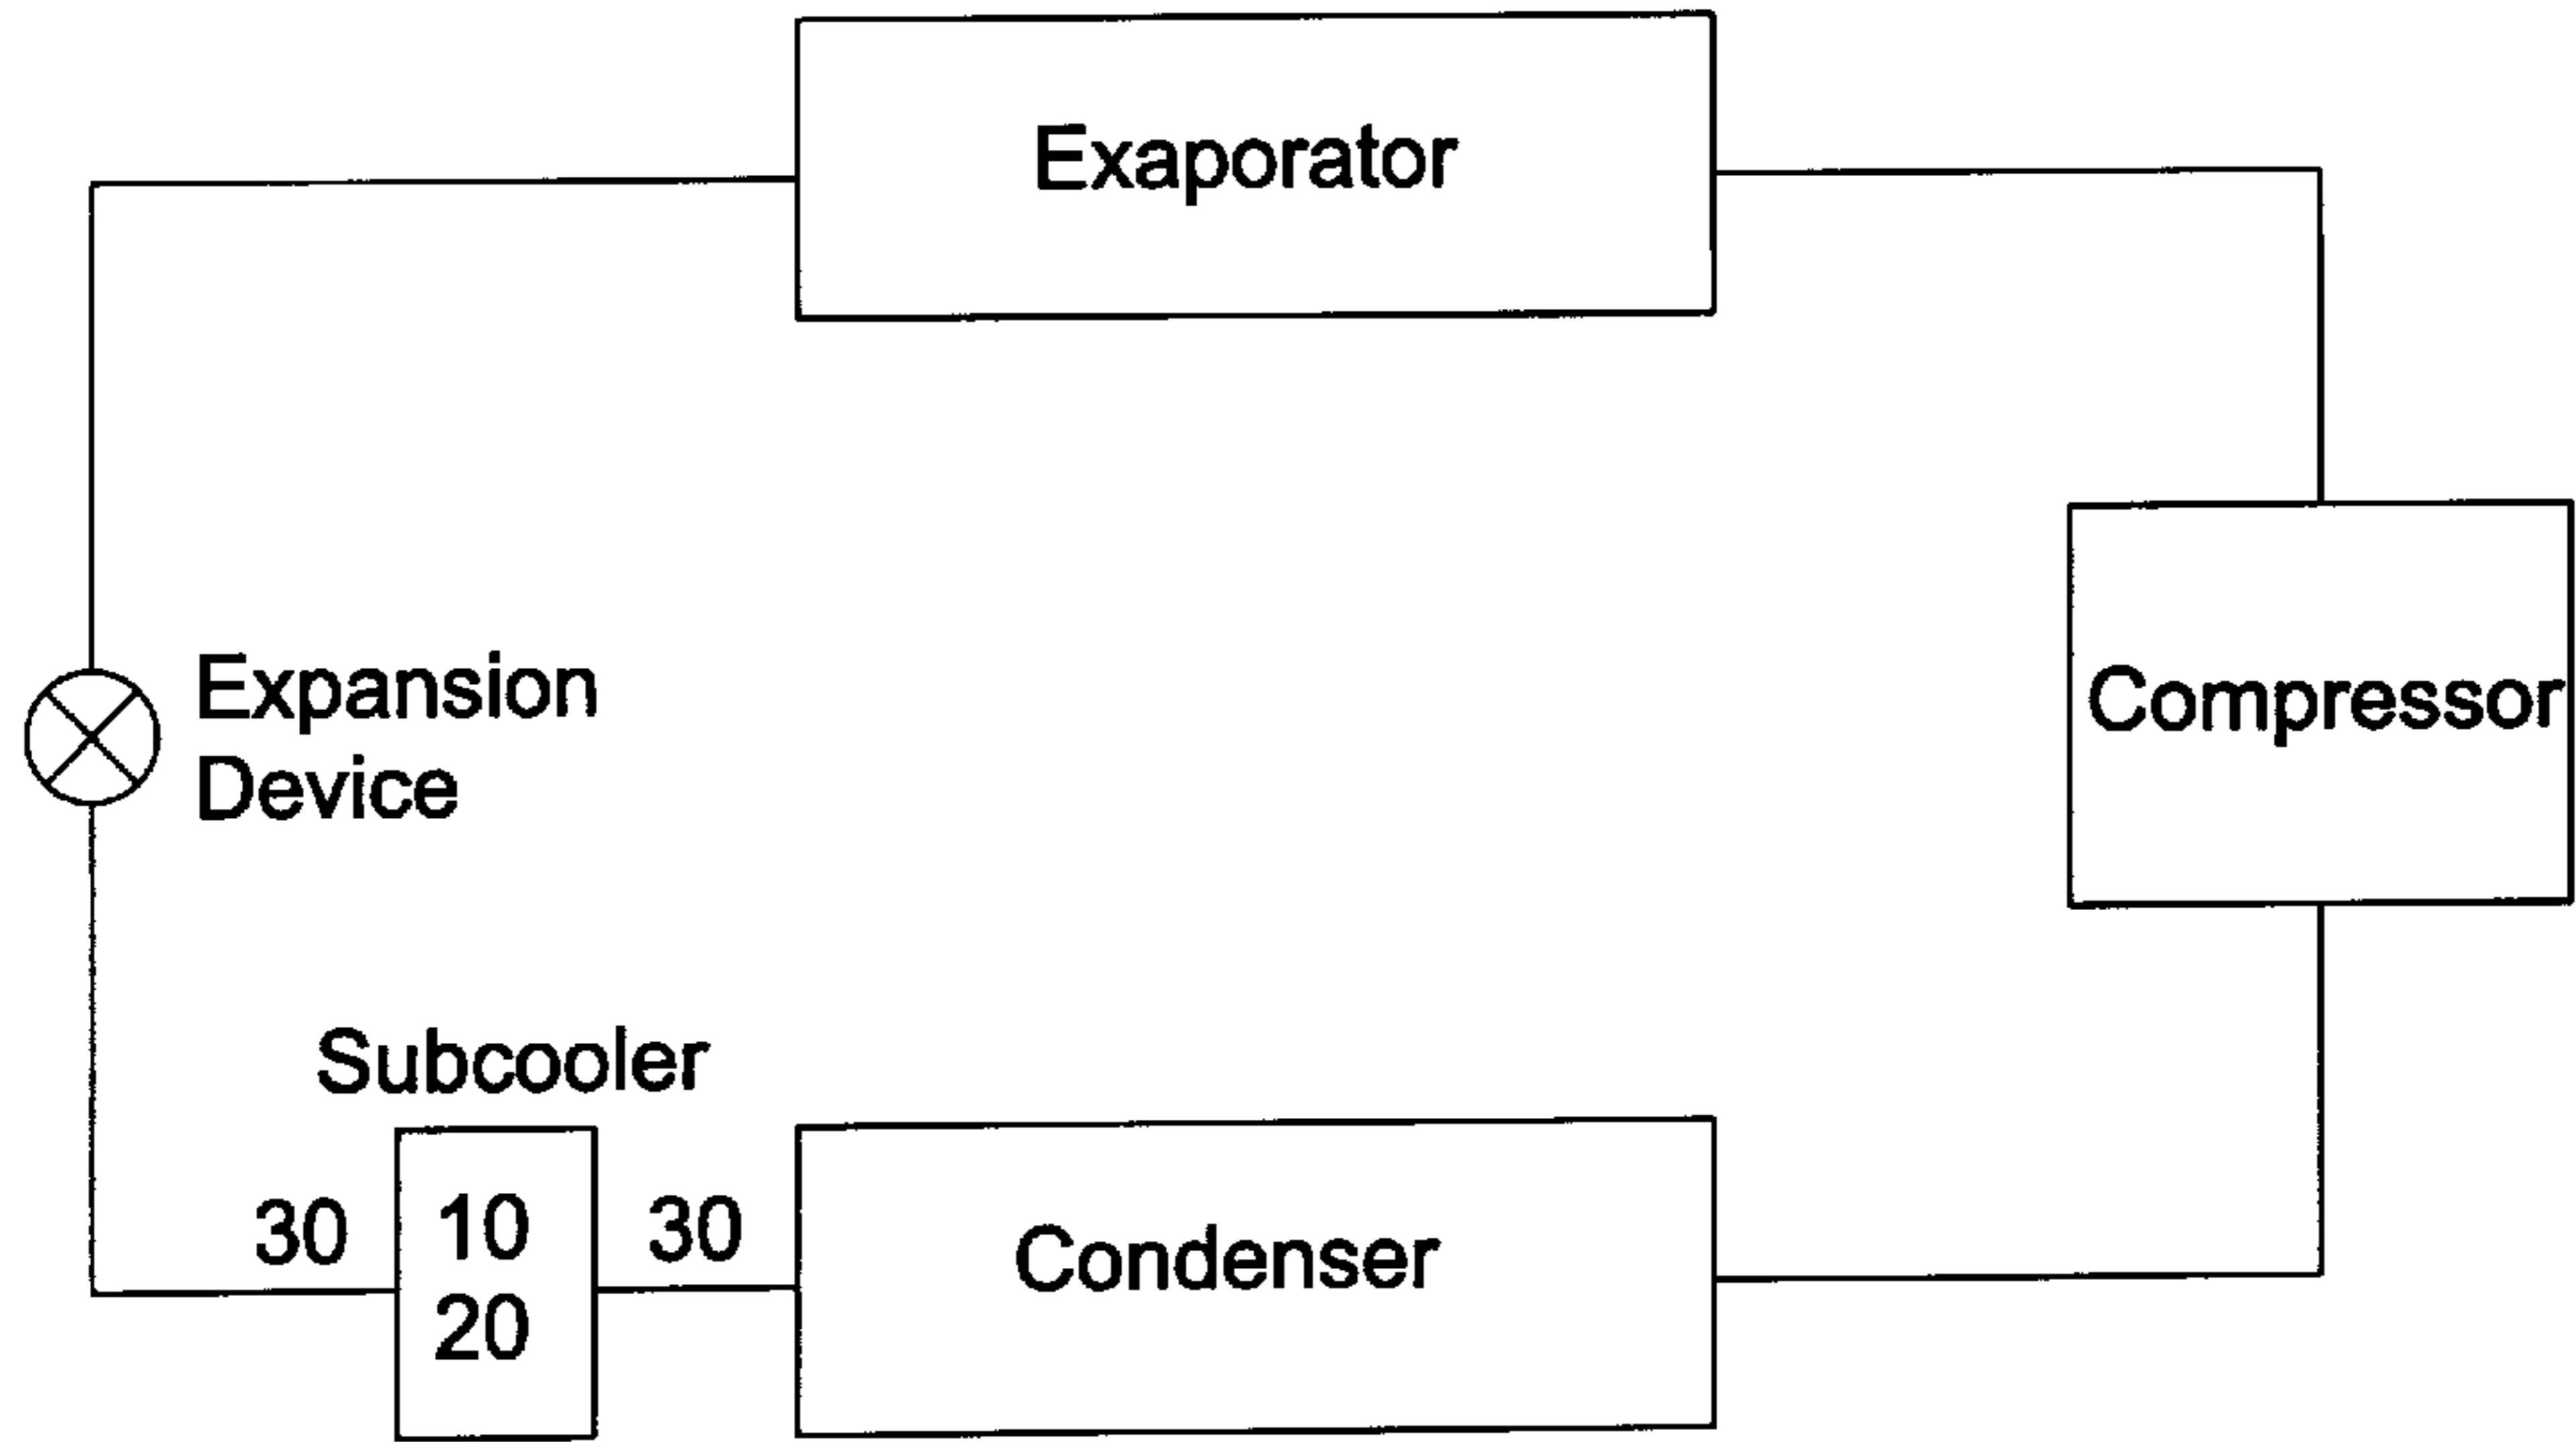 Exaporator
Expansion
Device
Compressor
Subcooler
30
10
20
30
Condenser